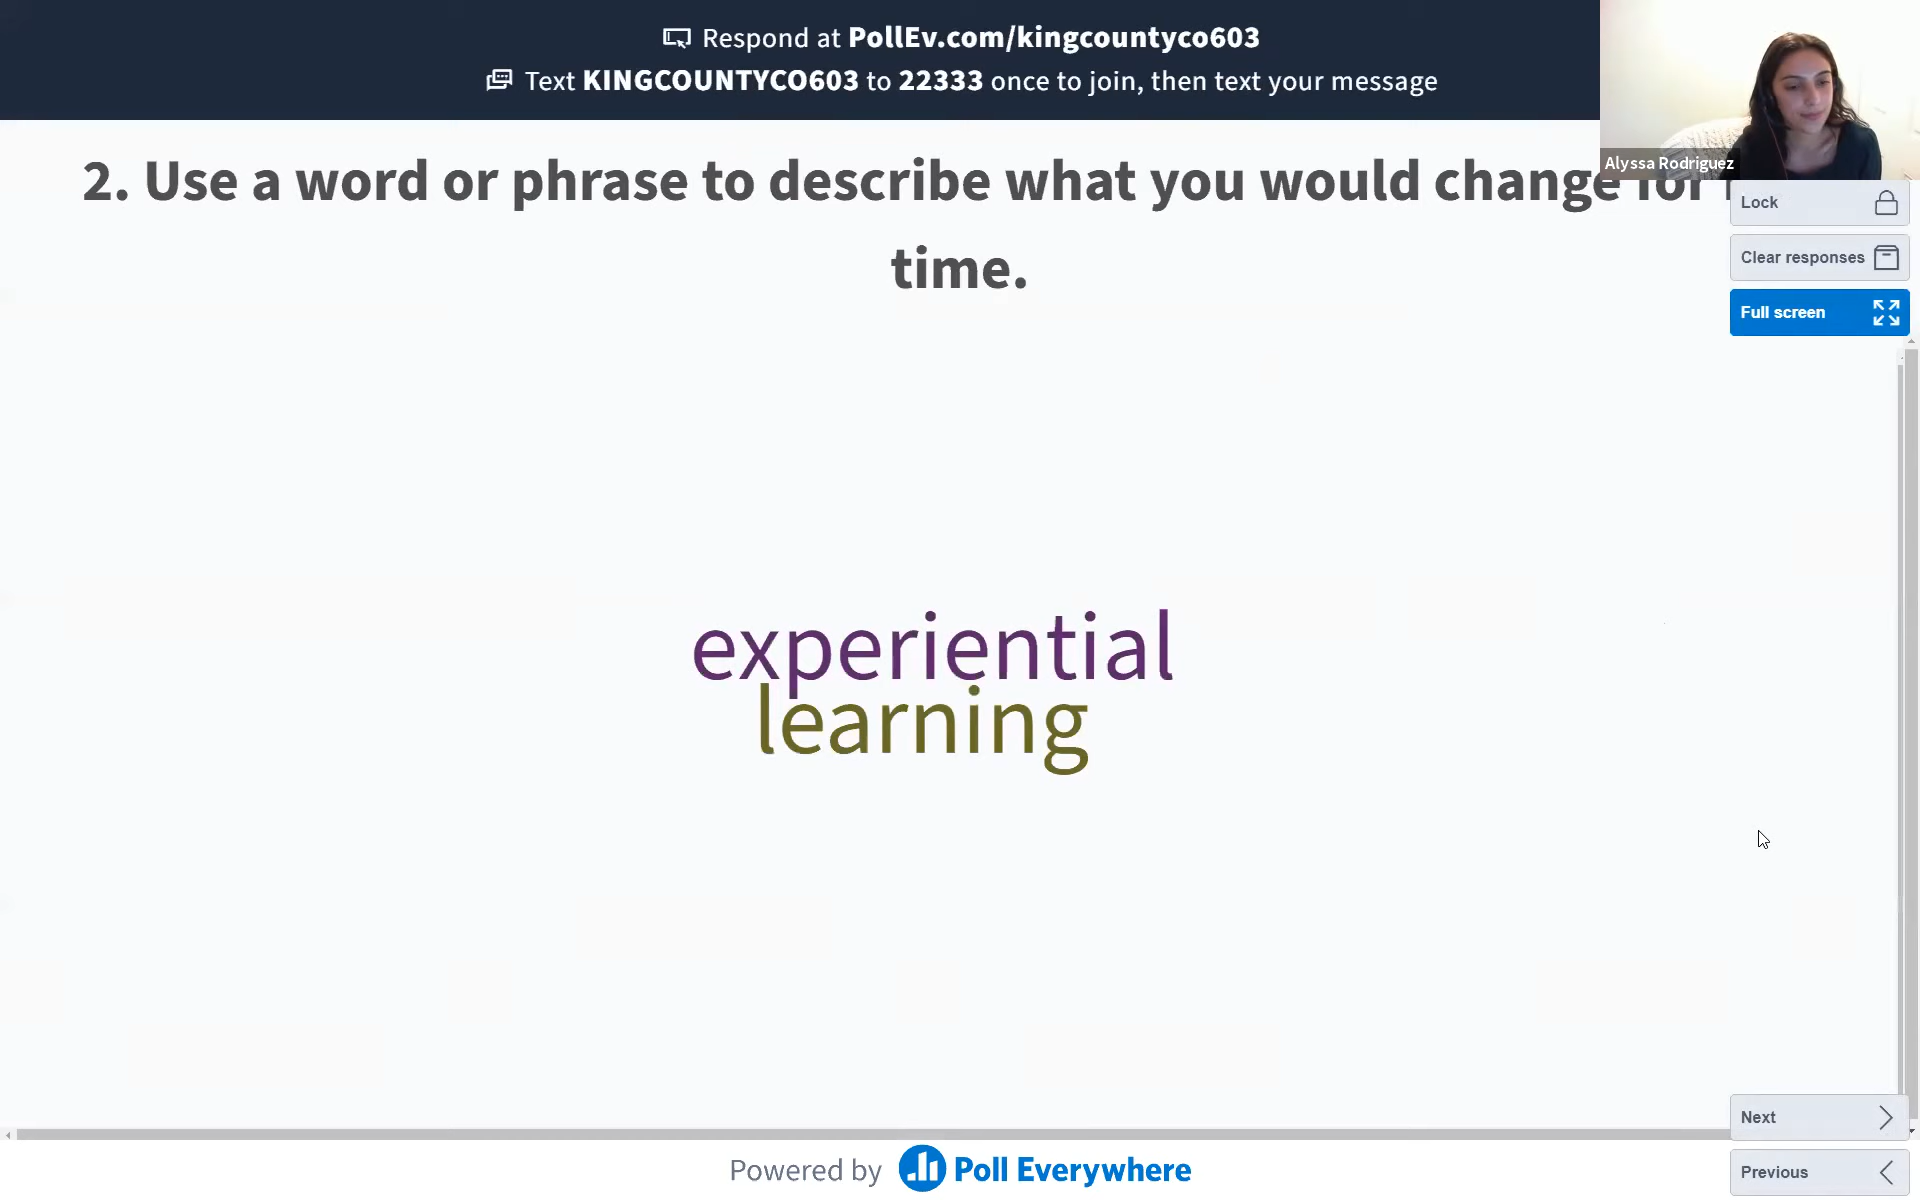 Respond at PollEv.com/kingcountyco603
Text KINGCOUNTYCO603 to 22333 once to join, then text your message
Alyssa Rodriguez
2. Use a word or phrase to describe what you would change for
time.
Lock
Clear responses
Full screen
experiential
learning
Next
Previous
Powered by Poll Everywhere